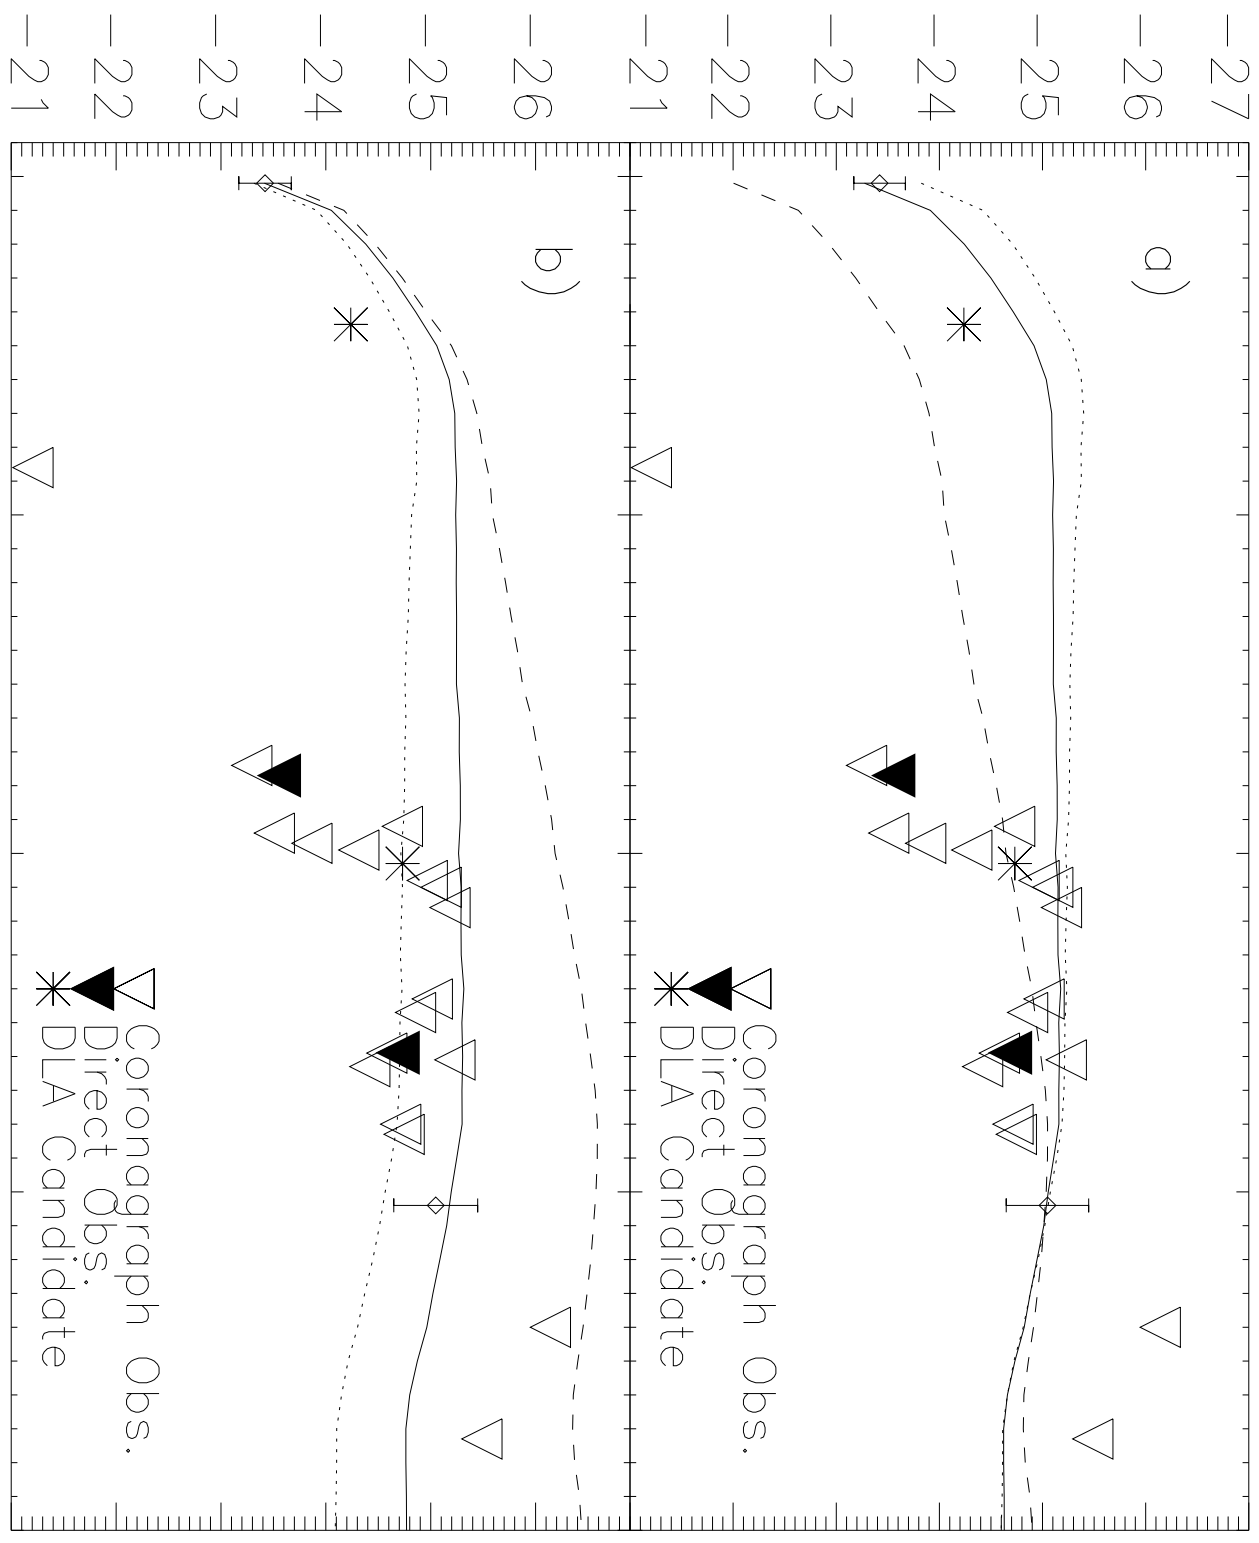 -27
-26
-25
-24
-23
-22
-21
a)
Coronagraph Obs.
Direct Obs.
DLA Candidate
-26
-25
-24
-23
-22
-21
b)
Coronagraph Obs.
Direct Obs.
DLA Candidate